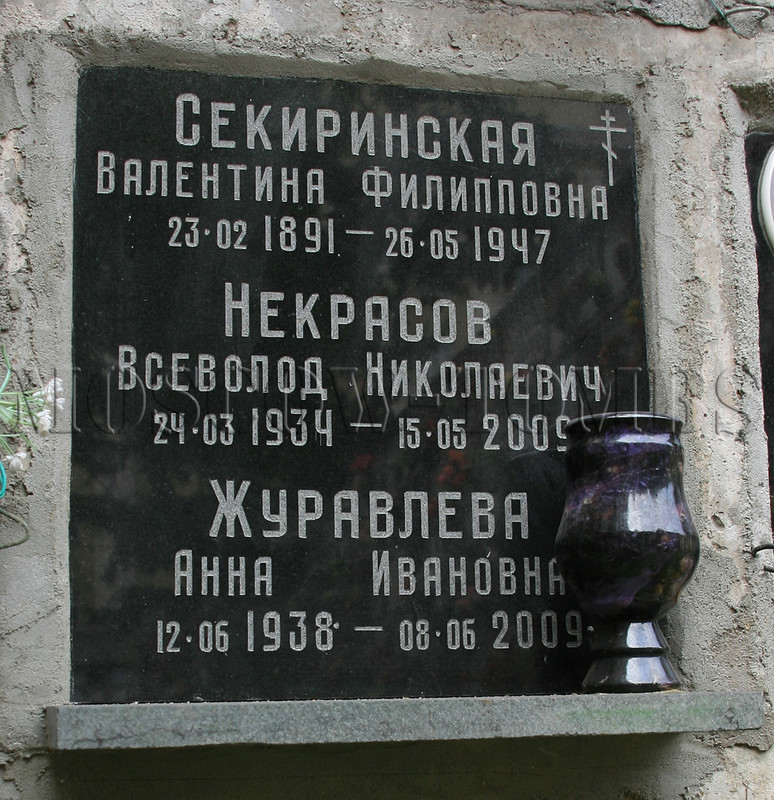 Секиринская
Валентина Филипповна
23·02 1891 — 26·05 1947
Некрасов
Всеволод Николаевич
24·03 1934 — 15·05 2009
Журавлева
Анна Ивановна
12·06 1938 — 08·06 2009